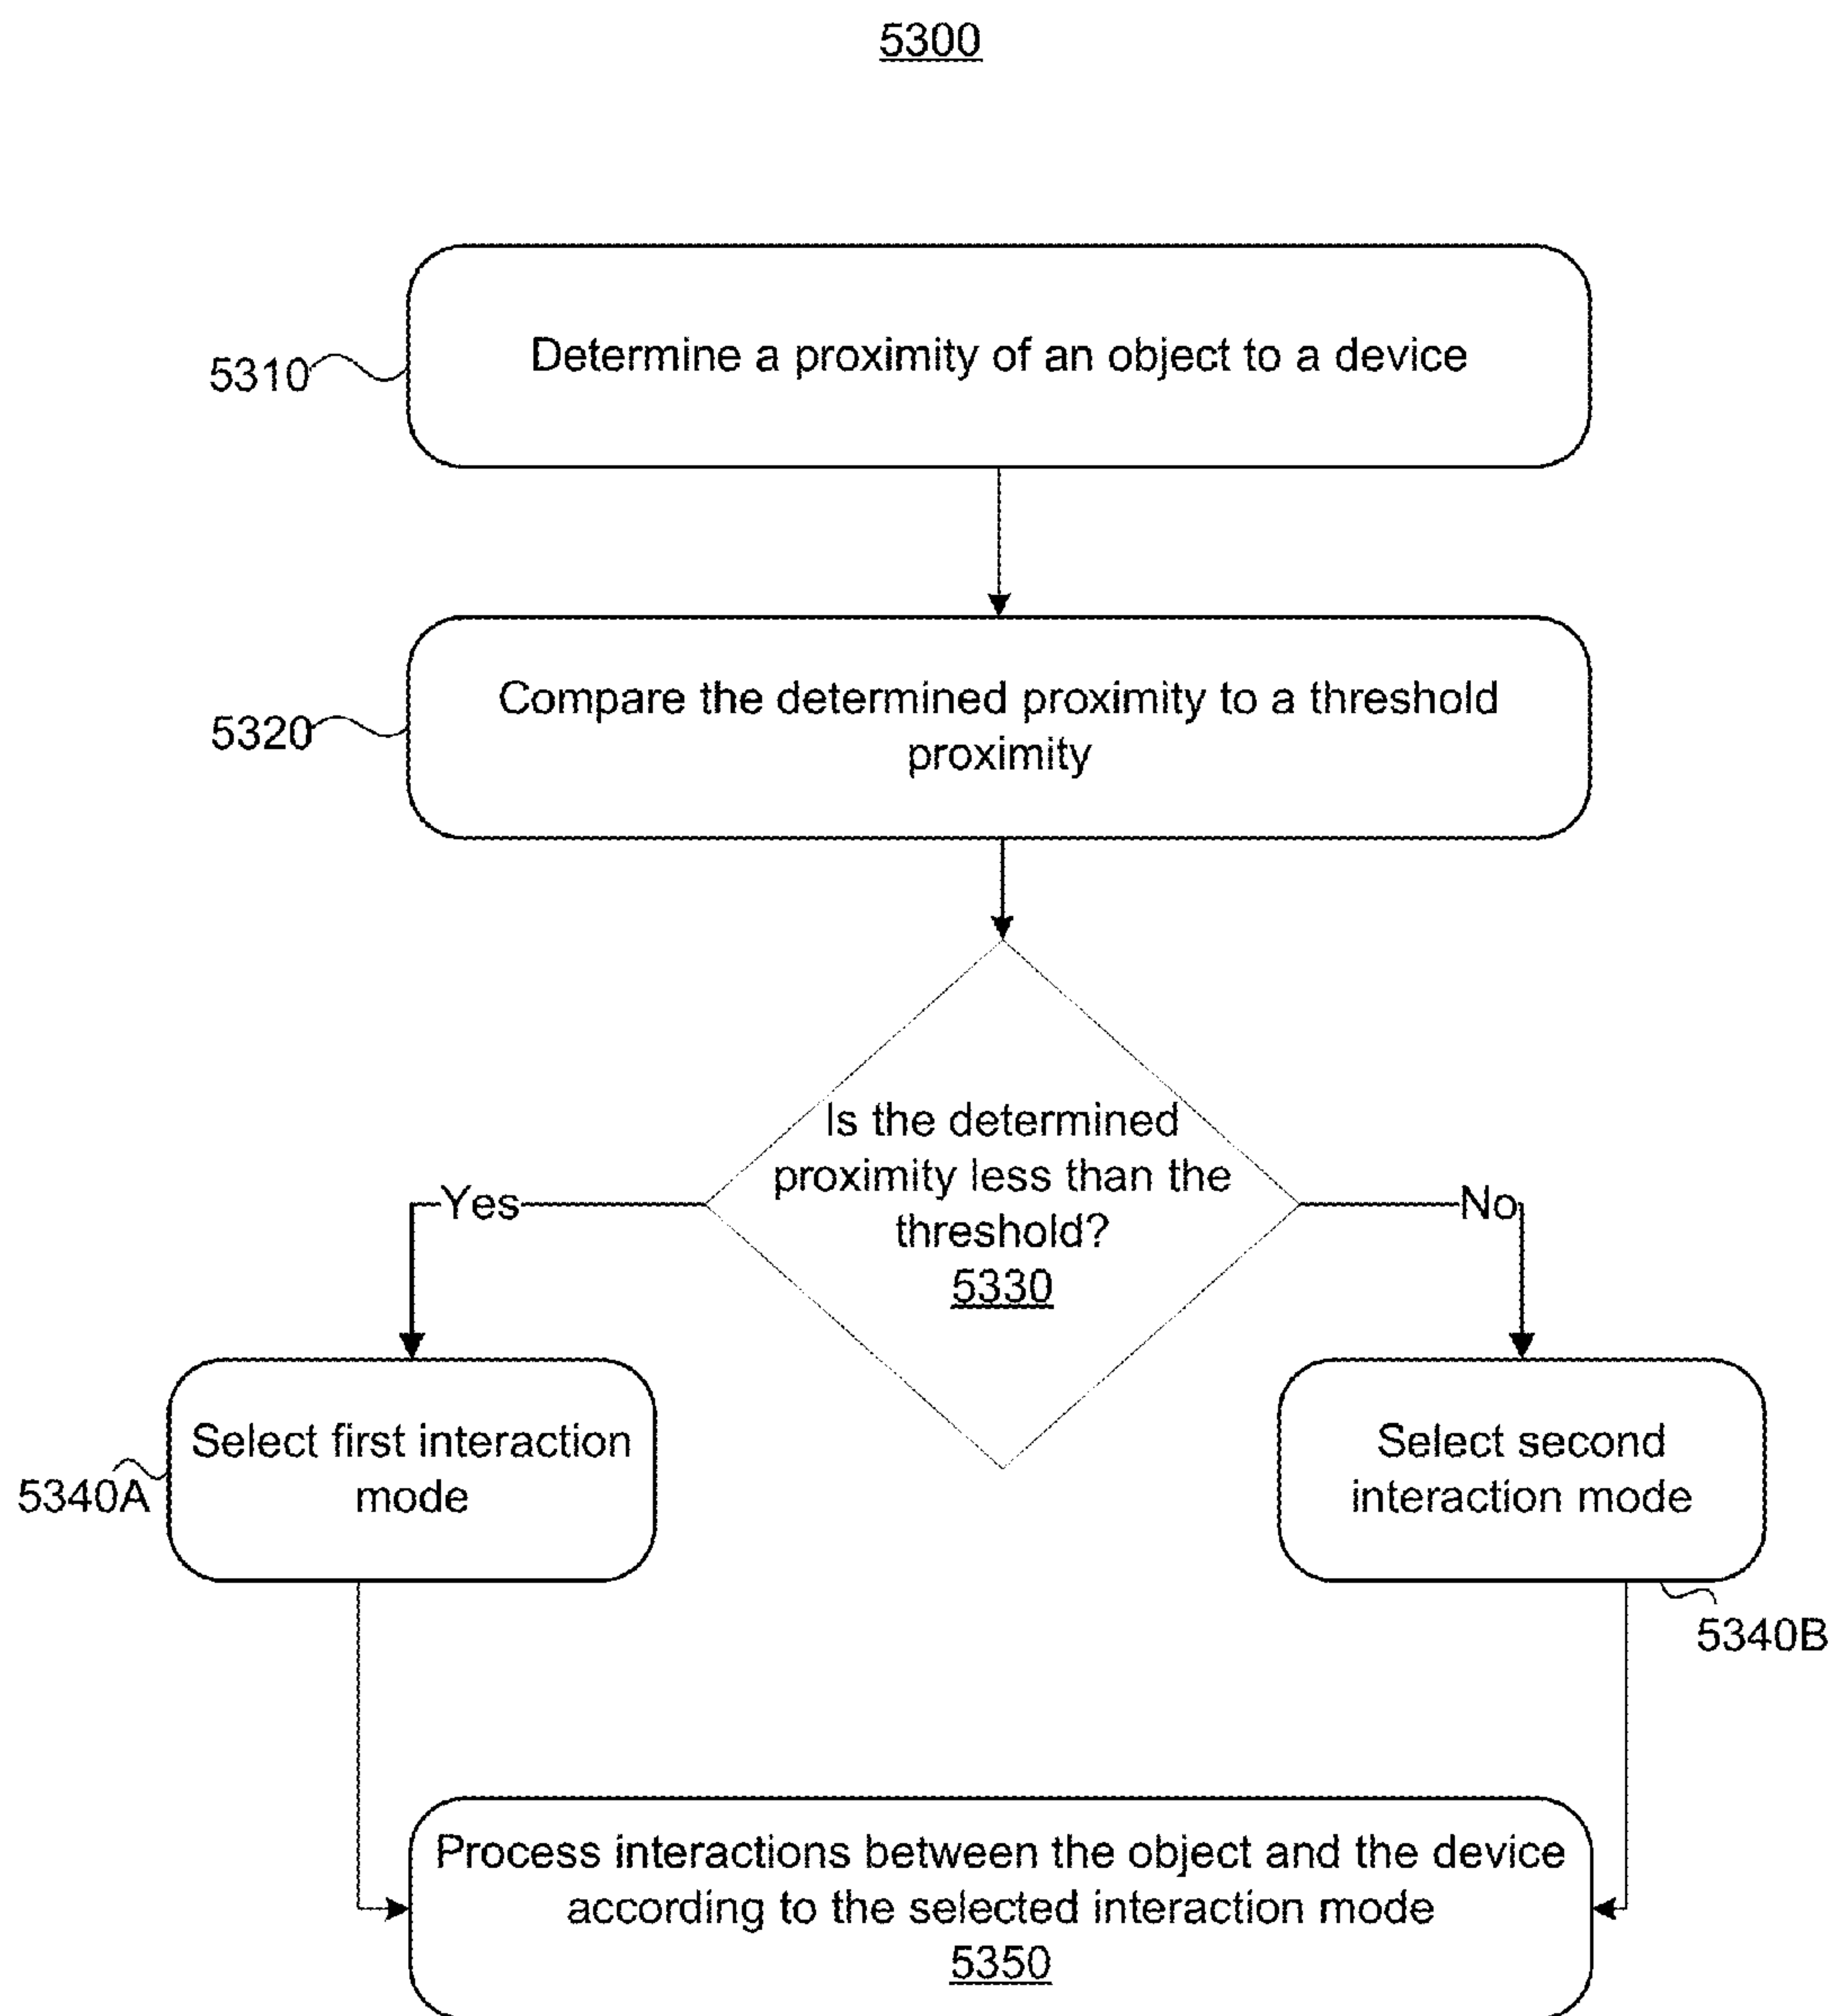 5300
Determine a proximity of an object to a device
5310
Compare the determined proximity to a threshold
proximity
5320
Is the determined
proximity less than the
threshold?
5330
Yes
No
Select first interaction
mode
5340A
Select second
interaction mode
5340B
Process interactions between the object and the device
according to the selected interaction mode
5350